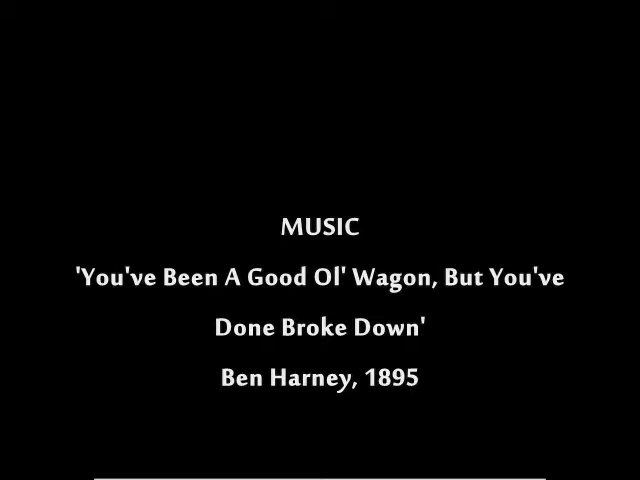 MUSIC
'You've Been A Good Ol' Wagon, But You've
Done Broke Down'
Ben Harney, 1895